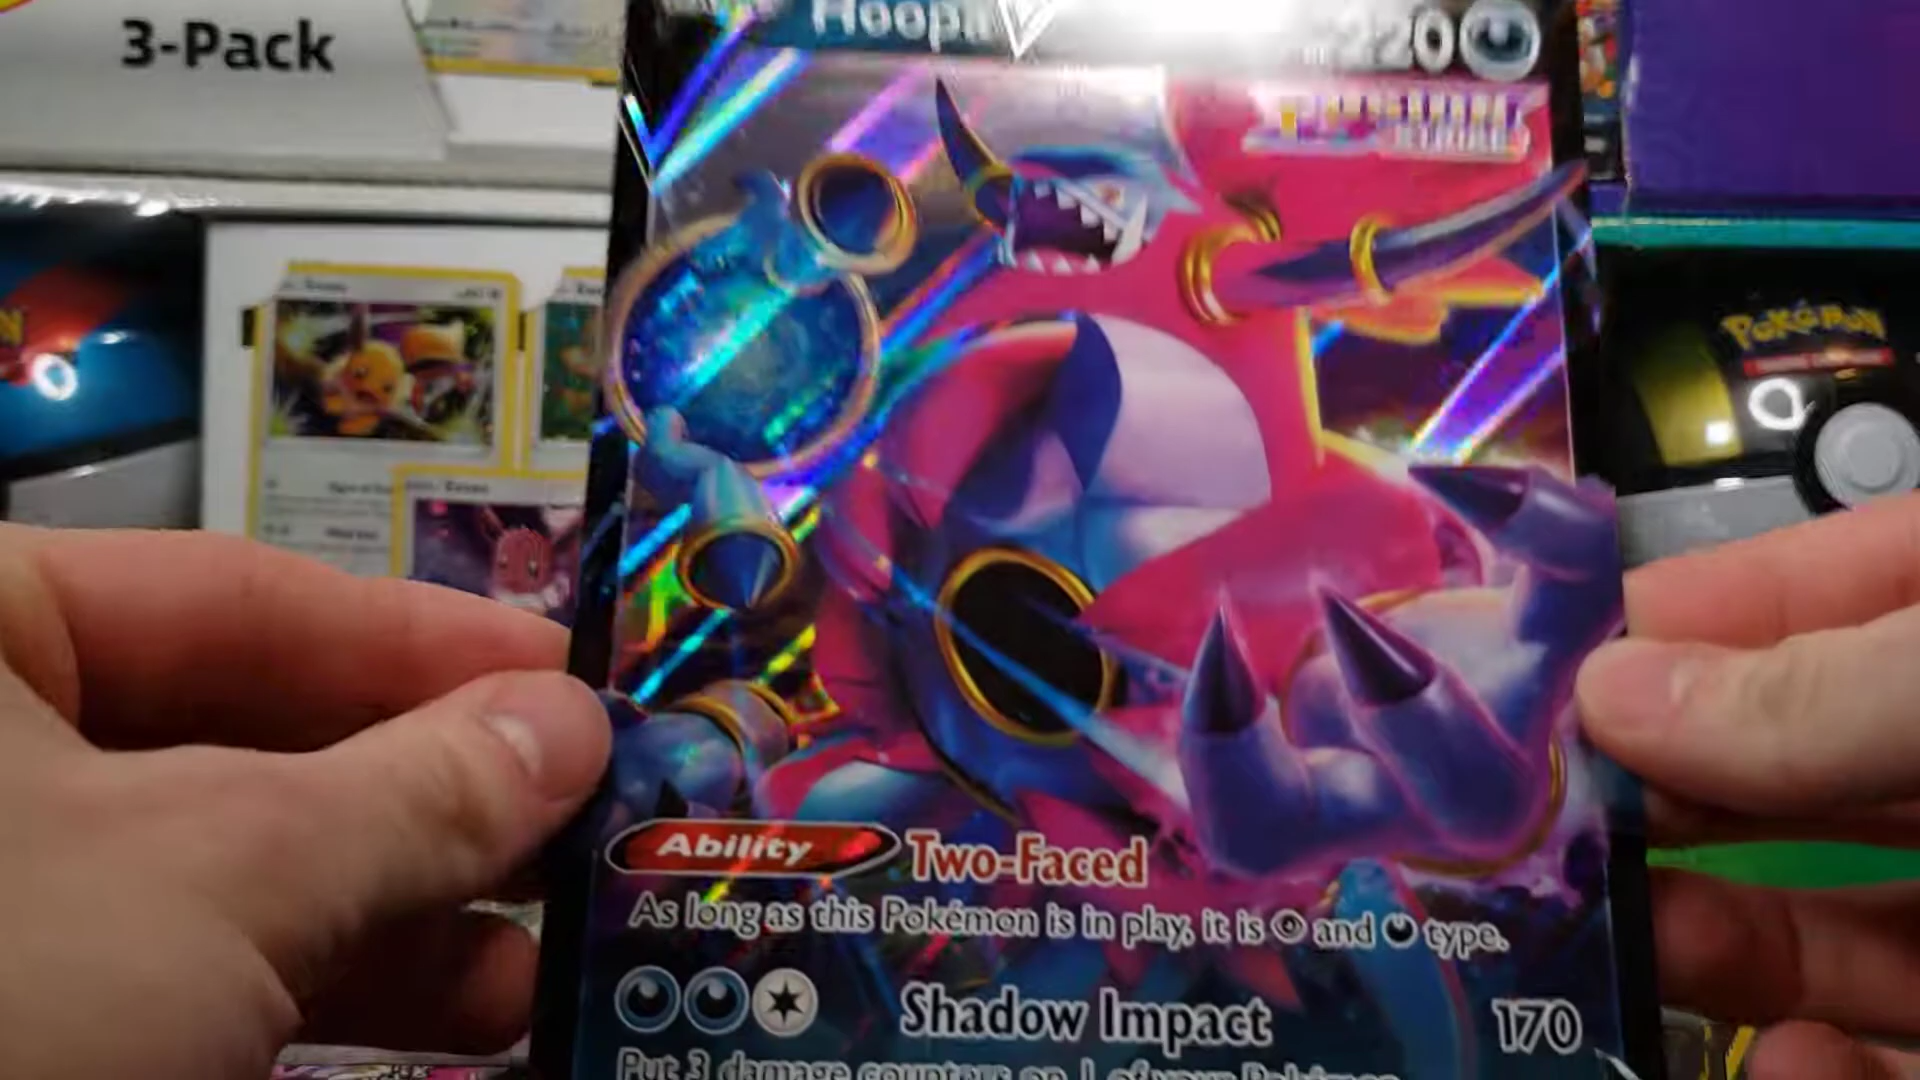 3-Pack
Hoopa V
220
Ability Two-Faced
As long as this Pokémon is in play, it is and type.
Shadow Impact 170
Put 3 damage counters on 1 of your Pokémon.
POKÉMON